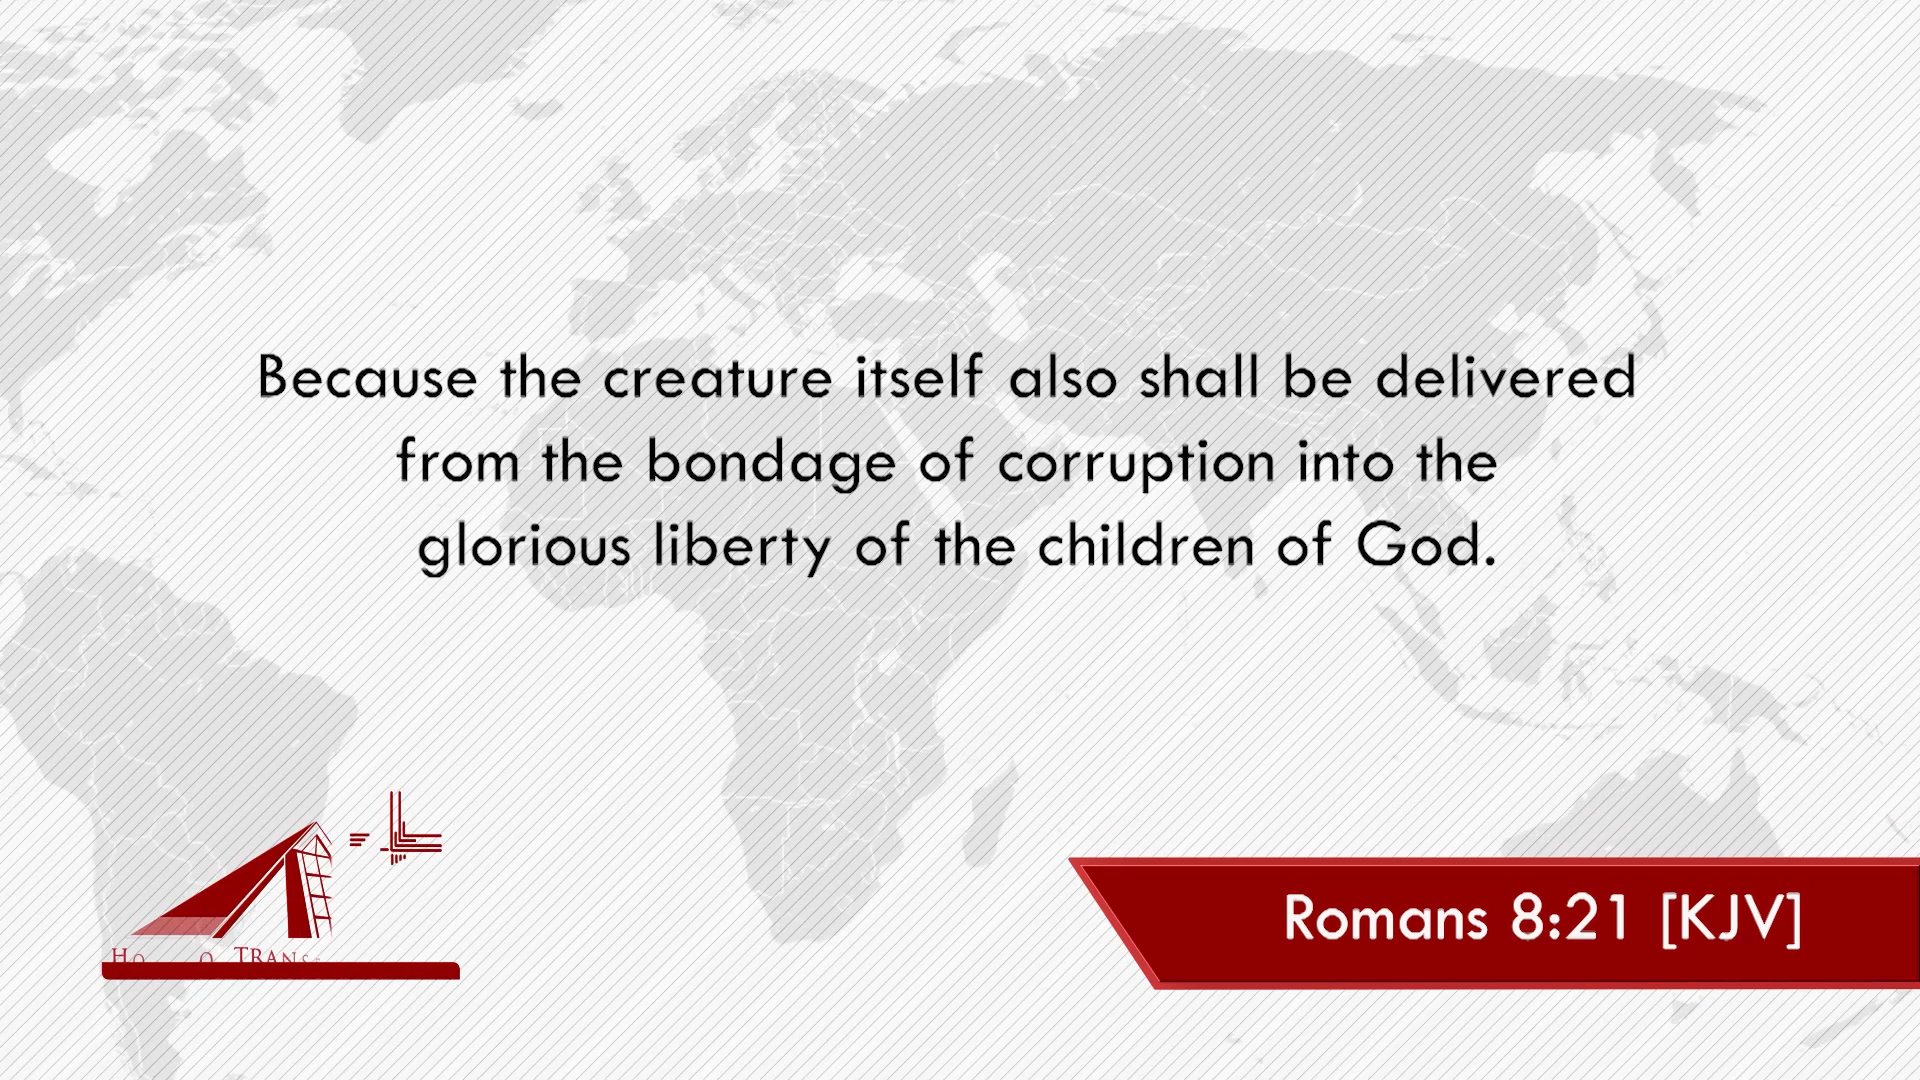 Because the creature itself also shall be delivered
from the bondage of corruption into the
glorious liberty of the children of God.
Romans 8:21 [KJV]